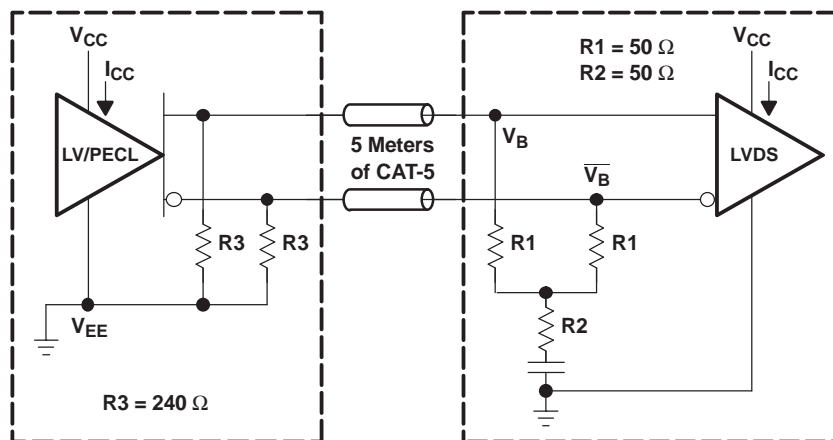 V_CC
I_CC
LV/PECL
R3
R3
V_EE
R3 = 240 Ω
5 Meters
of CAT-5
R1 = 50 Ω
R2 = 50 Ω
V_CC
I_CC
V_B
LVDS
V̅_B̅
R1
R1
R2